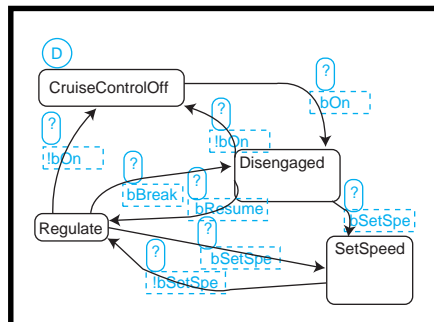 D
CruiseControlOff
?
bOn
?
!bOn
?
!bOn
Disengaged
?
bBreak
?
bResume
?
bSetSpe
Regulate
?
bSetSpe
SetSpeed
!bSetSpe
?